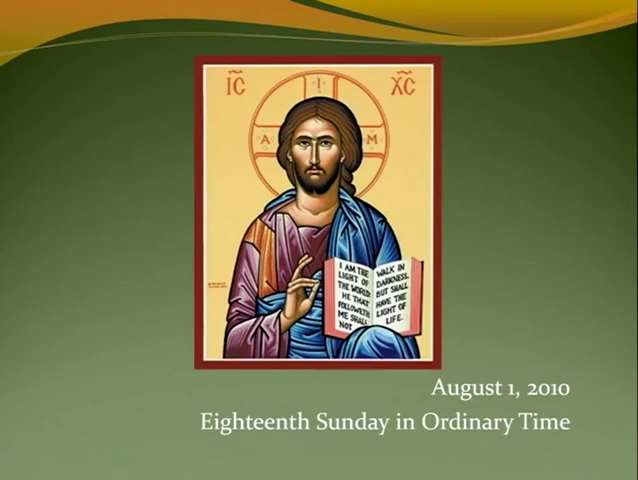 IC XC
I
A M
I AM THE
LIGHT OF
THE WORLD:
HE THAT
FOLLOWETH
ME SHALL
NOT
WALK IN
DARKNESS,
BUT SHALL
HAVE THE
LIGHT OF
LIFE.
August 1, 2010
Eighteenth Sunday in Ordinary Time